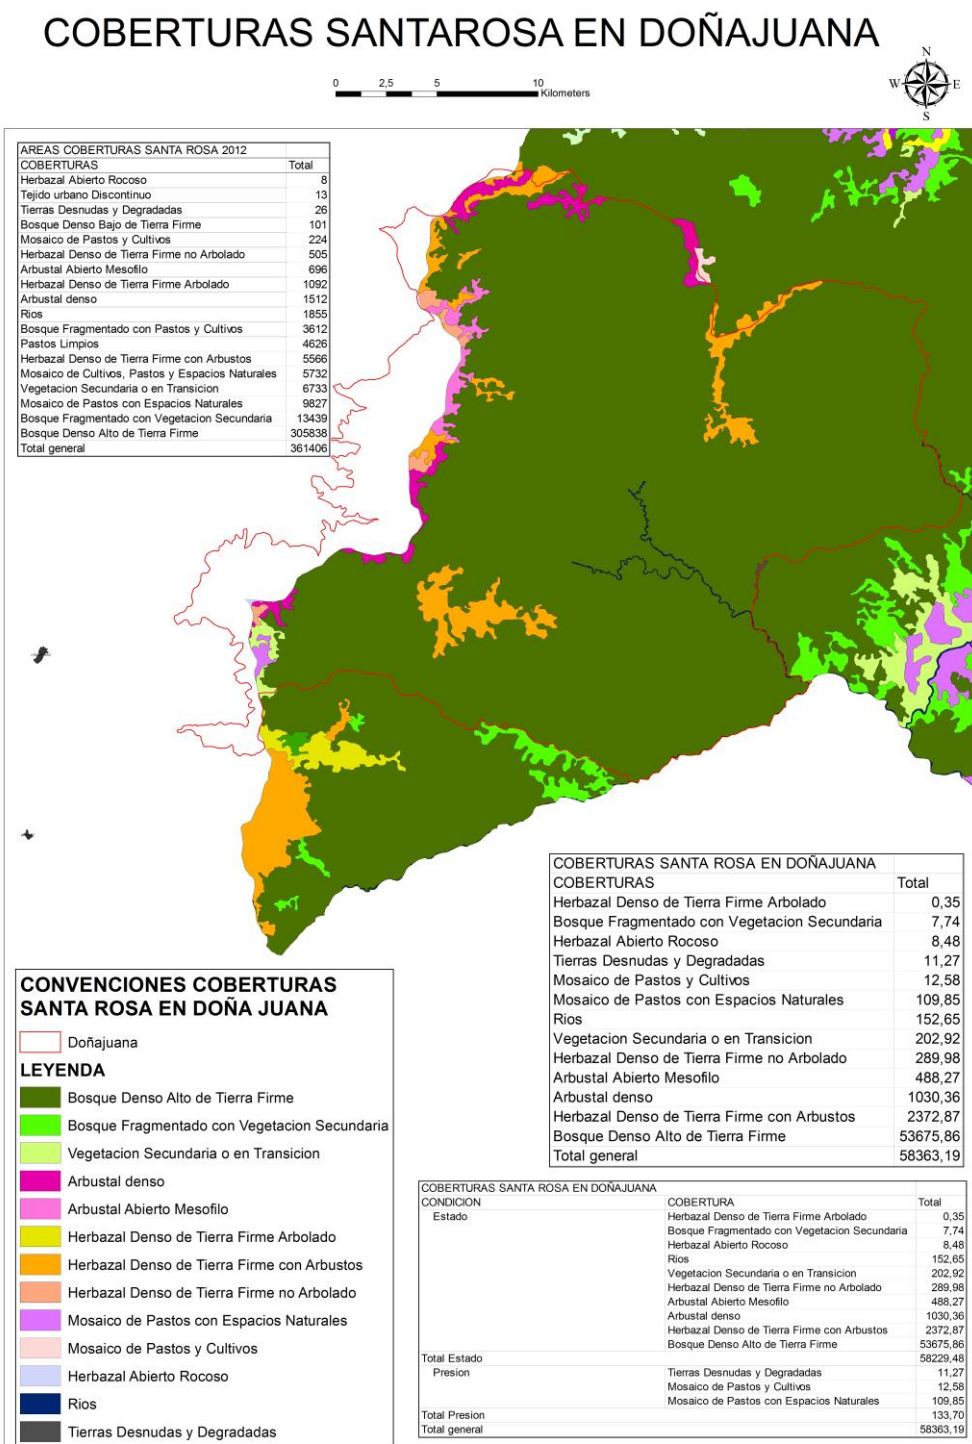 COBERTURAS SANTAROSA EN DOÑAJUANA
N
W E
S
0 2,5 5 10
Kilometers
AREAS COBERTURAS SANTA ROSA 2012
COBERTURAS Total
Herbazal Abierto Rocoso 8
Tejido urbano Discontinuo 13
Tierras Desnudas y Degradadas 26
Bosque Denso Bajo de Tierra Firme 101
Mosaico de Pastos y Cultivos 224
Herbazal Denso de Tierra Firme no Arbolado 505
Arbustal Abierto Mesofilo 696
Herbazal Denso de Tierra Firme Arbolado 1092
Arbustal denso 1512
Rios 1855
Bosque Fragmentado con Pastos y Cultivos 3612
Pastos Limpios 4626
Herbazal Denso de Tierra Firme con Arbustos 5566
Mosaico de Cultivos, Pastos y Espacios Naturales 5732
Vegetacion Secundaria o en Transicion 6733
Mosaico de Pastos con Espacios Naturales 9827
Bosque Fragmentado con Vegetacion Secundaria 13439
Bosque Denso Alto de Tierra Firme 305838
Total general 361406
COBERTURAS SANTA ROSA EN DOÑAJUANA
COBERTURAS Total
Herbazal Denso de Tierra Firme Arbolado 0,35
Bosque Fragmentado con Vegetacion Secundaria 7,74
Herbazal Abierto Rocoso 8,48
Tierras Desnudas y Degradadas 11,27
Mosaico de Pastos y Cultivos 12,58
Mosaico de Pastos con Espacios Naturales 109,85
Rios 152,65
Vegetacion Secundaria o en Transicion 202,92
Herbazal Denso de Tierra Firme no Arbolado 289,98
Arbustal Abierto Mesofilo 488,27
Arbustal denso 1030,36
Herbazal Denso de Tierra Firme con Arbustos 2372,87
Bosque Denso Alto de Tierra Firme 53675,86
Total general 58363,19
CONVENCIONES COBERTURAS
SANTA ROSA EN DOÑA JUANA
Doñajuana
LEYENDA
Bosque Denso Alto de Tierra Firme
Bosque Fragmentado con Vegetacion Secundaria
Vegetacion Secundaria o en Transicion
Arbustal denso
Arbustal Abierto Mesofilo
Herbazal Denso de Tierra Firme Arbolado
Herbazal Denso de Tierra Firme con Arbustos
Herbazal Denso de Tierra Firme no Arbolado
Mosaico de Pastos con Espacios Naturales
Mosaico de Pastos y Cultivos
Herbazal Abierto Rocoso
Rios
Tierras Desnudas y Degradadas
COBERTURAS SANTA ROSA EN DOÑAJUANA
CONDICION COBERTURA Total
Estado Herbazal Denso de Tierra Firme Arbolado 0,35
Bosque Fragmentado con Vegetacion Secundaria 7,74
Herbazal Abierto Rocoso 8,48
Rios 152,65
Vegetacion Secundaria o en Transicion 202,92
Herbazal Denso de Tierra Firme no Arbolado 289,98
Arbustal Abierto Mesofilo 488,27
Arbustal denso 1030,36
Herbazal Denso de Tierra Firme con Arbustos 2372,87
Bosque Denso Alto de Tierra Firme 53675,86
Total Estado 58229,48
Presion Tierras Desnudas y Degradadas 11,27
Mosaico de Pastos y Cultivos 12,58
Mosaico de Pastos con Espacios Naturales 109,85
Total Presion 133,70
Total general 58363,19